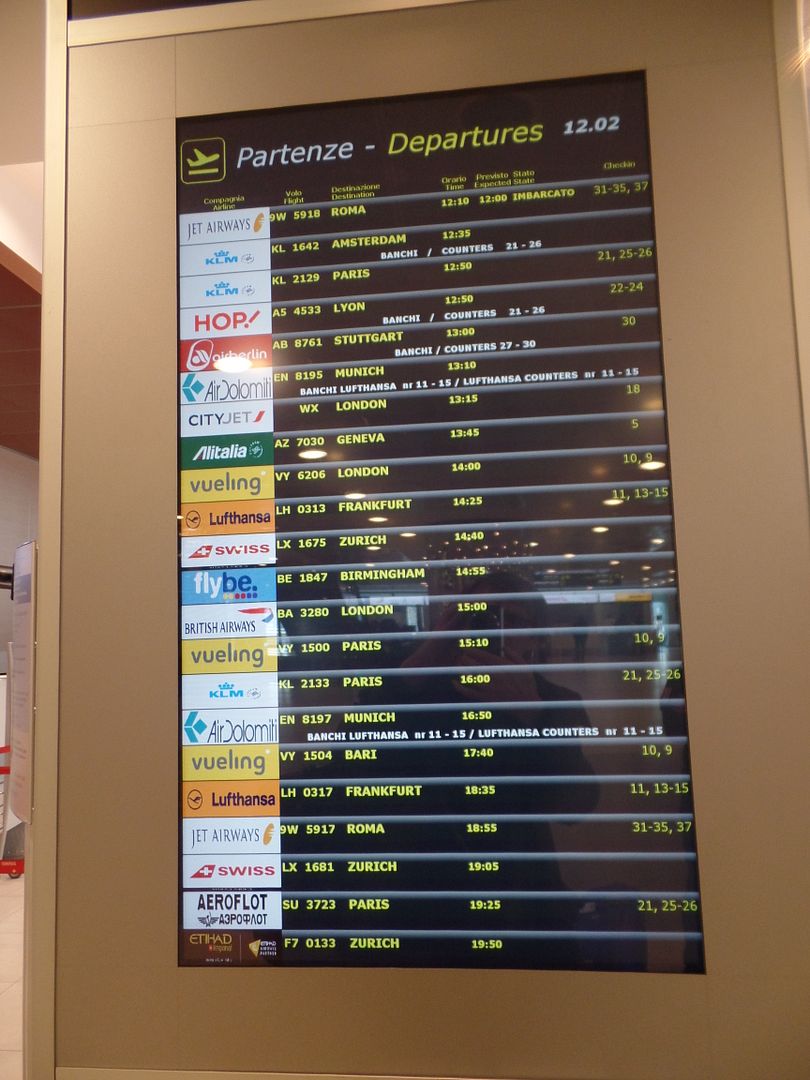 Partenze - Departures 12.02
Compagnia Volo Destinazione Orario Previsto Stato Checkin
Airline Flight Destination Time Expected State
JET AIRWAYS 9W 5918 ROMA 12:10 12:00 IMBARCATO 31-35, 37
KLM KL 1642 AMSTERDAM 12:35
BANCHI / COUNTERS 21 - 26
KLM KL 2129 PARIS 12:50 21, 25-26
HOP! A5 4533 LYON 12:50 22-24
BANCHI / COUNTERS 21 - 26
airberlin AB 8761 STUTTGART 13:00 30
BANCHI / COUNTERS 27 - 30
AirDolomiti EN 8195 MUNICH 13:10
BANCHI LUFTHANSA nr 11 - 15 / LUFTHANSA COUNTERS nr 11 - 15
CITYJET WX LONDON 13:15 18
Alitalia AZ 7030 GENEVA 13:45 5
vueling VY 6206 LONDON 14:00 10, 9
Lufthansa LH 0313 FRANKFURT 14:25 11, 13-15
SWISS LX 1675 ZURICH 14:40
flybe. BE 1847 BIRMINGHAM 14:55
BRITISH AIRWAYS BA 3280 LONDON 15:00
vueling VY 1500 PARIS 15:10 10, 9
KLM KL 2133 PARIS 16:00 21, 25-26
AirDolomiti EN 8197 MUNICH 16:50
BANCHI LUFTHANSA nr 11 - 15 / LUFTHANSA COUNTERS nr 11 - 15
vueling VY 1504 BARI 17:40 10, 9
Lufthansa LH 0317 FRANKFURT 18:35 11, 13-15
JET AIRWAYS 9W 5917 ROMA 18:55 31-35, 37
SWISS LX 1681 ZURICH 19:05
AEROFLOT SU 3723 PARIS 19:25 21, 25-26
АЭРОФЛОТ
ETIHAD F7 0133 ZURICH 19:50